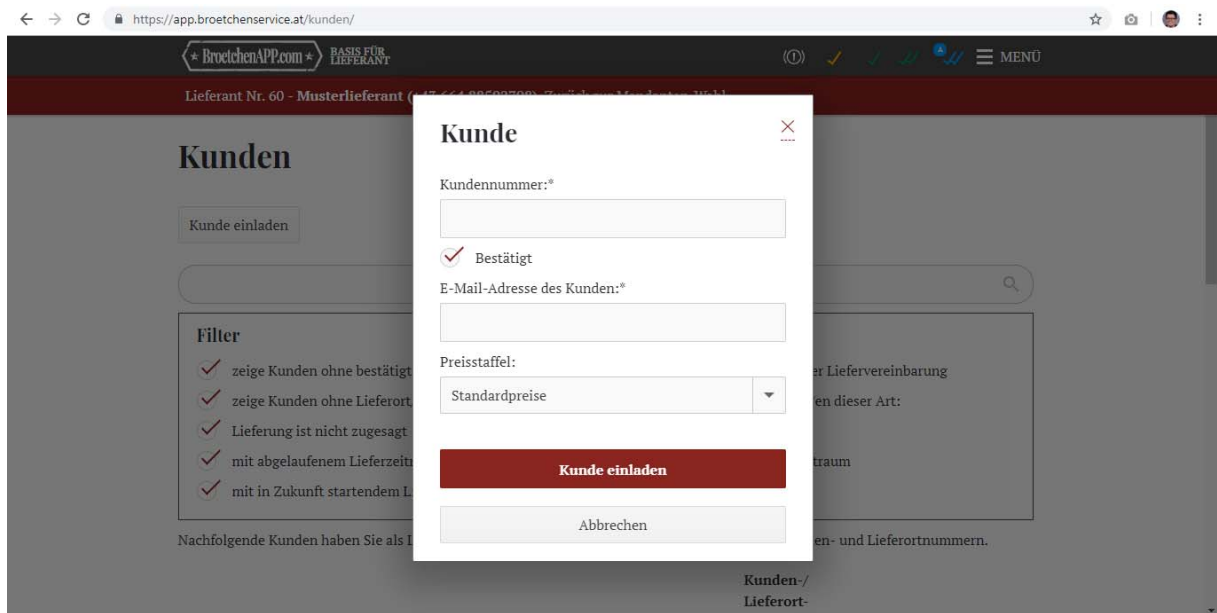 https://app.broetchenservice.at/kunden/
★ BroetchenAPP.com ★ BASIS FÜR LIEFERANT
MENÜ
Lieferant Nr. 60 - Musterlieferant
Kunden
Kunde einladen
Kunde
Kundennummer:*
Bestätigt
E-Mail-Adresse des Kunden:*
Preisstaffel:
Standardpreise
Kunde einladen
Abbrechen
Filter
zeige Kunden ohne bestätigt
er Liefervereinbarung
zeige Kunden ohne Lieferort,
en dieser Art:
Lieferung ist nicht zugesagt
mit abgelaufenem Lieferzeitr
traum
mit in Zukunft startendem L
Nachfolgende Kunden haben Sie als L
en- und Lieferortnummern.
Kunden-/
Lieferort-